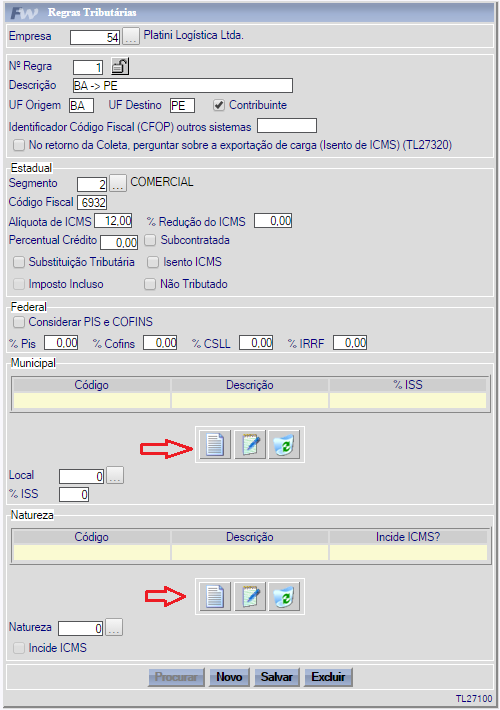 FW Regras Tributárias
Empresa 54 ... Platini Logística Ltda.
Nº Regra 1
Descrição BA -> PE
UF Origem BA UF Destino PE Contribuinte
Identificador Código Fiscal (CFOP) outros sistemas
No retorno da Coleta, perguntar sobre a exportação de carga (Isento de ICMS) (TL27320)
Estadual
Segmento 2 ... COMERCIAL
Código Fiscal 6932
Alíquota de ICMS 12,00 % Redução do ICMS 0,00
Percentual Crédito 0,00 Subcontratada
Substituição Tributária Isento ICMS
Imposto Incluso Não Tributado
Federal
Considerar PIS e COFINS
% Pis 0,00 % Cofins 0,00 % CSLL 0,00 % IRRF 0,00
Municipal
Código Descrição % ISS
Local 0 ...
% ISS 0
Natureza
Código Descrição Incide ICMS?
Natureza 0 ...
Incide ICMS
Procurar Novo Salvar Excluir
TL27100